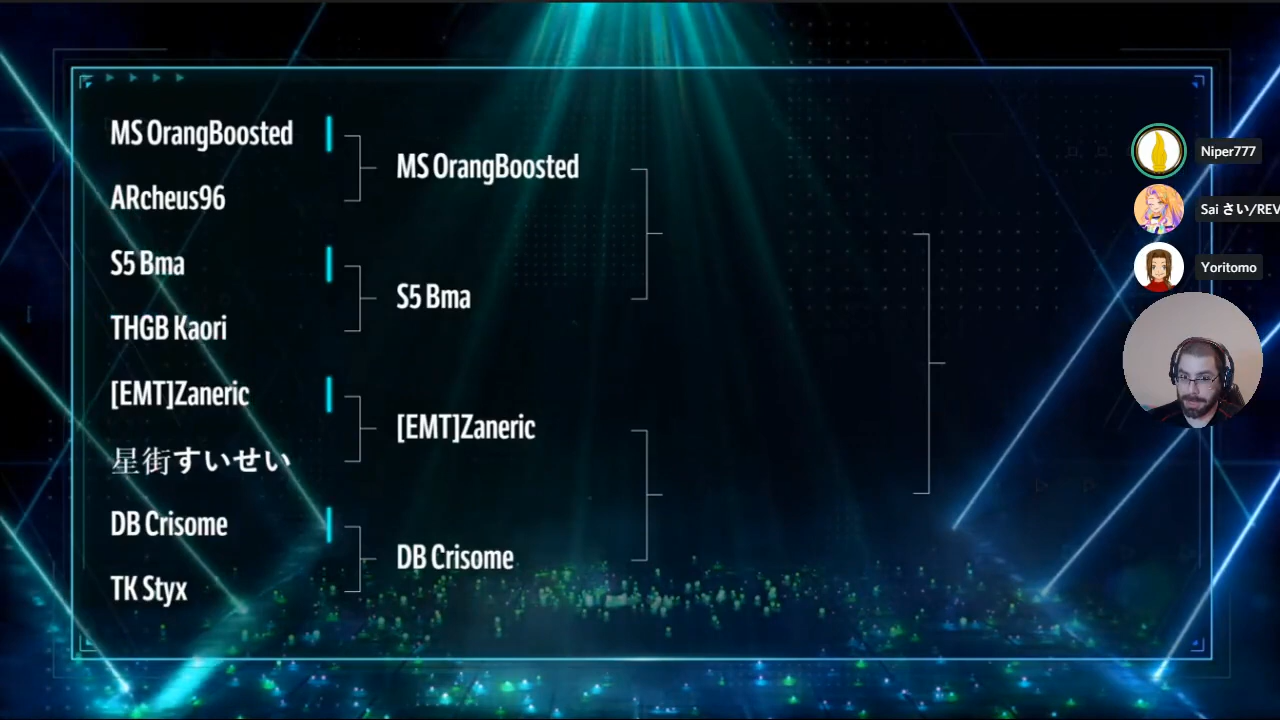 MS OrangBoosted
ARcheus96
S5 Bma
THGB Kaori
[EMT]Zaneric
星街すいせい
DB Crisome
TK Styx
MS OrangBoosted
S5 Bma
[EMT]Zaneric
DB Crisome
Niper777
Sai さい/REV
Yoritomo